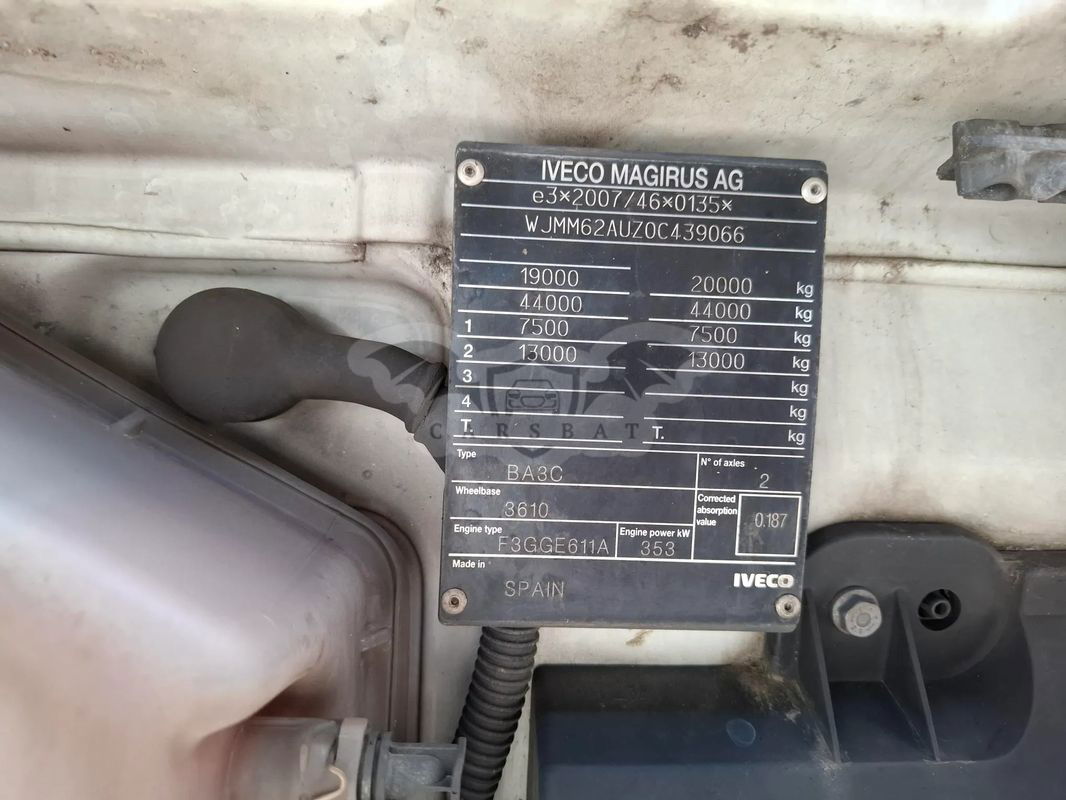 IVECO MAGIRUS AG
e3×2007/46×0135×
WJMM62AUZ0C439066
19000 20000 kg
44000 44000 kg
1 7500 7500 kg
2 13000 13000 kg
3 kg
4 kg
T. T. kg
CARSBAT
Type BA3C N° of axles 2
Wheelbase 3610 Corrected absorption value 0.187
Engine type F3GGE611A Engine power kW 353
Made in SPAIN IVECO